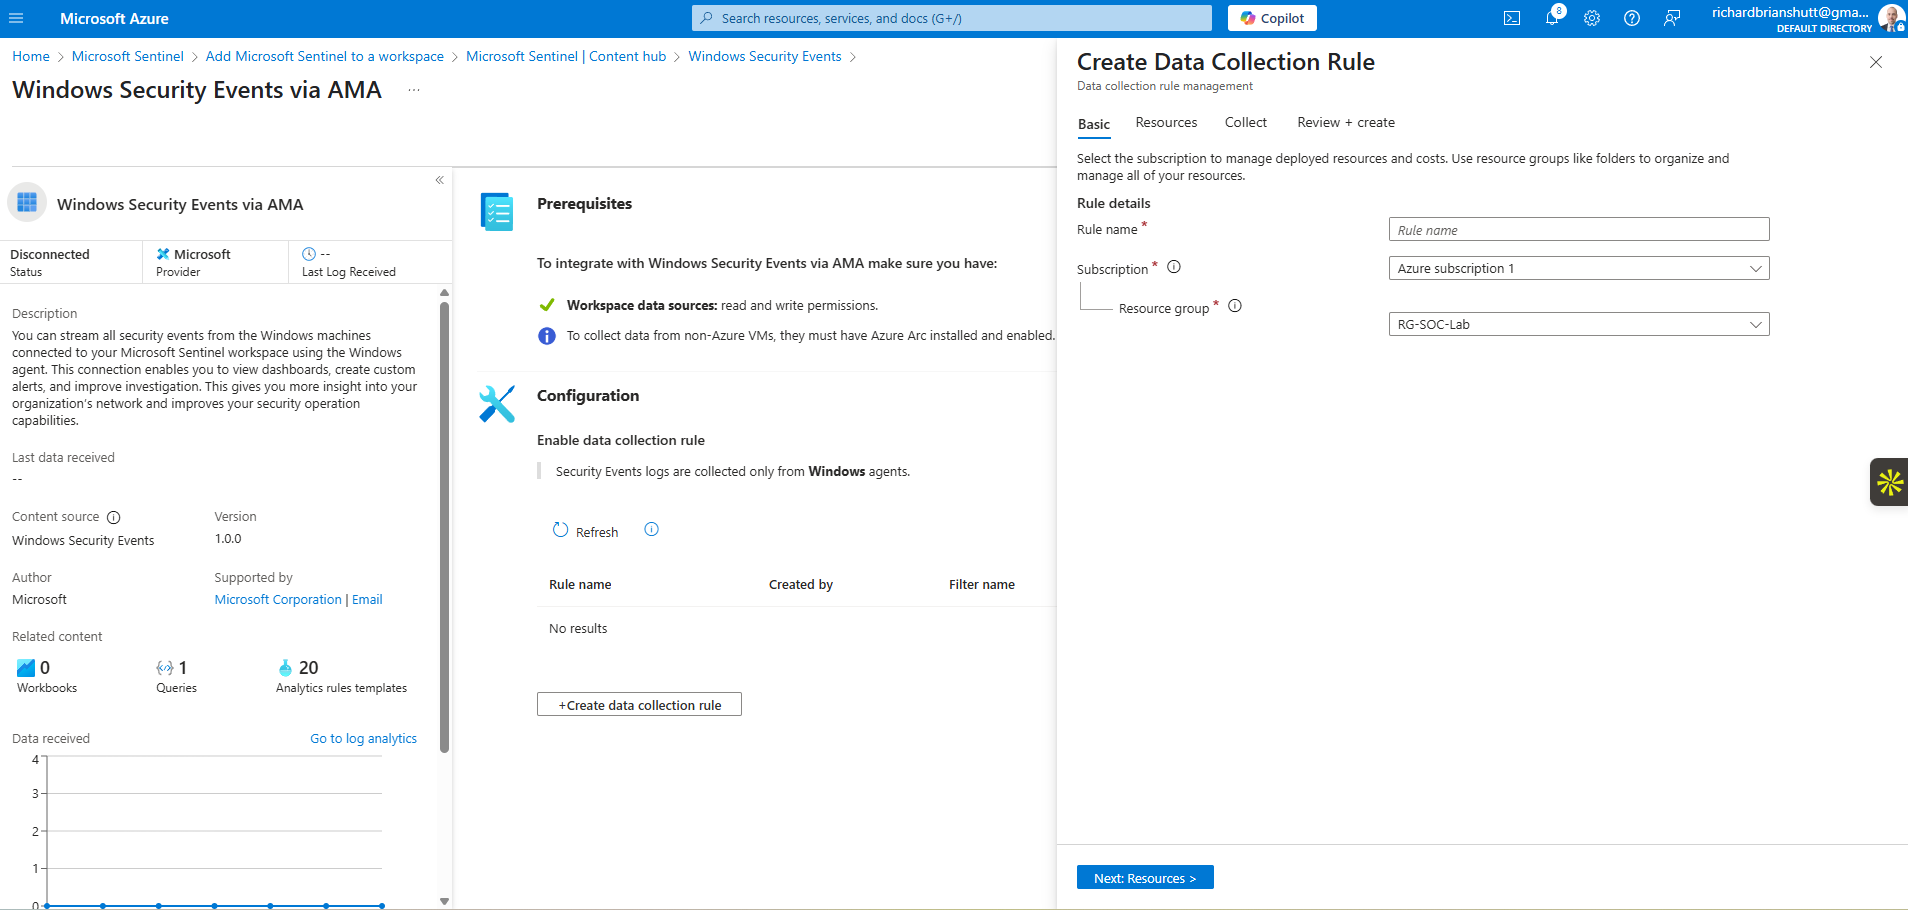 Microsoft Azure
Search resources, services, and docs (G+/)
Copilot
8
richardbrianshutt@gma...
DEFAULT DIRECTORY
Home > Microsoft Sentinel > Add Microsoft Sentinel to a workspace > Microsoft Sentinel | Content hub > Windows Security Events >
Windows Security Events via AMA ...
«
Windows Security Events via AMA
Disconnected
Status
Microsoft
Provider
--
Last Log Received
Description
You can stream all security events from the Windows machines
connected to your Microsoft Sentinel workspace using the Windows
agent. This connection enables you to view dashboards, create custom
alerts, and improve investigation. This gives you more insight into your
organization's network and improves your security operation
capabilities.
Last data received
--
Content source
Version
Windows Security Events
1.0.0
Author
Supported by
Microsoft
Microsoft Corporation | Email
Related content
0
Workbooks
1
Queries
20
Analytics rules templates
Data received
Go to log analytics
4
3
2
1
0
Prerequisites
To integrate with Windows Security Events via AMA make sure you have:
Workspace data sources: read and write permissions.
To collect data from non-Azure VMs, they must have Azure Arc installed and enabled.
Configuration
Enable data collection rule
Security Events logs are collected only from Windows agents.
Refresh
Rule name
Created by
Filter name
No results
+Create data collection rule
Create Data Collection Rule
Data collection rule management
Basic
Resources
Collect
Review + create
Select the subscription to manage deployed resources and costs. Use resource groups like folders to organize and
manage all of your resources.
Rule details
Rule name *
Rule name
Subscription *
Azure subscription 1
Resource group *
RG-SOC-Lab
Next: Resources >